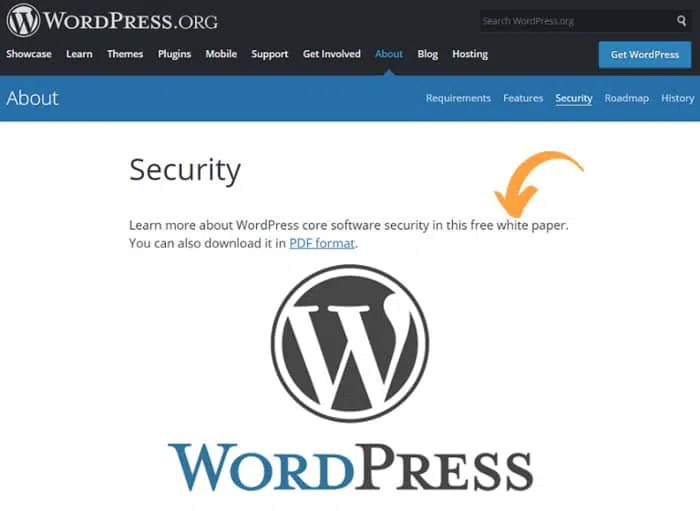 WORDPRESS.ORG
Search WordPress.org
Showcase Learn Themes Plugins Mobile Support Get Involved About Blog Hosting Get WordPress
About Requirements Features Security Roadmap History
Security
Learn more about WordPress core software security in this free white paper.
You can also download it in PDF format.
W
WORDPRESS